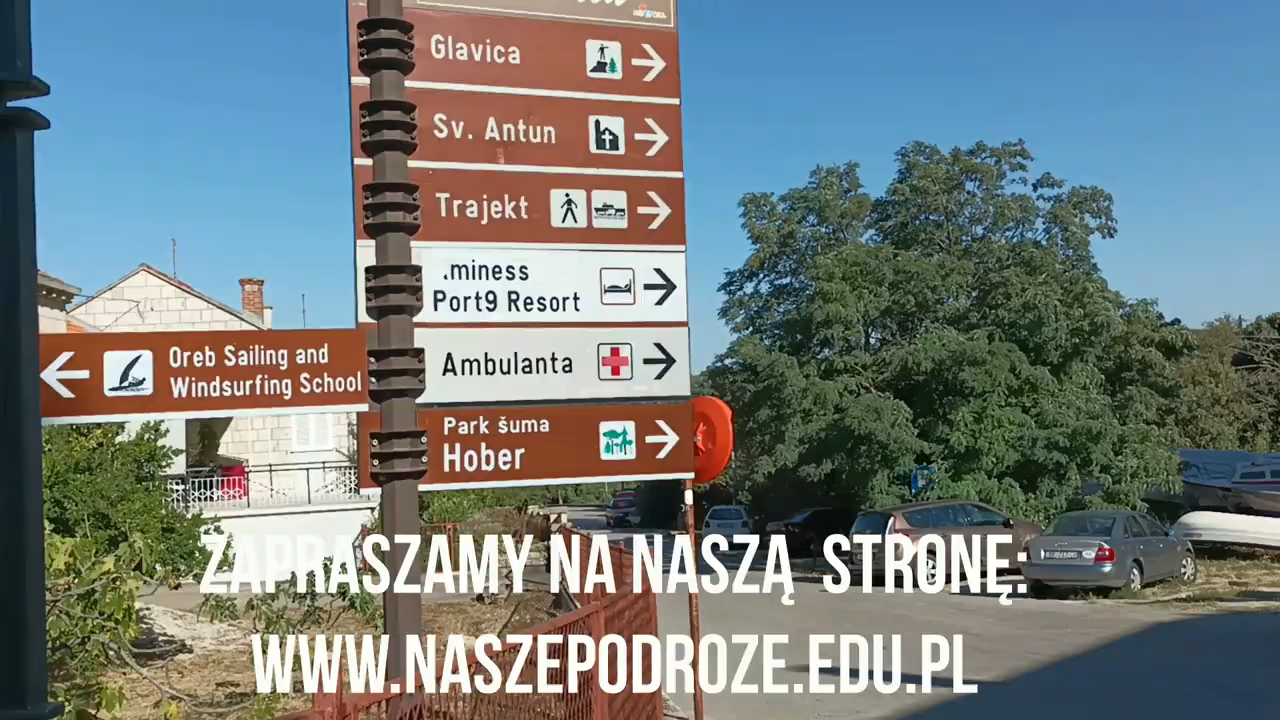 Glavica
Sv. Antun
Trajekt
.miness
Port9 Resort
Ambulanta
Oreb Sailing and
Windsurfing School
Park šuma
Hober
ZAPRASZAMY NA NASZĄ STRONĘ:
WWW.NASZEPODROZE.EDU.PL